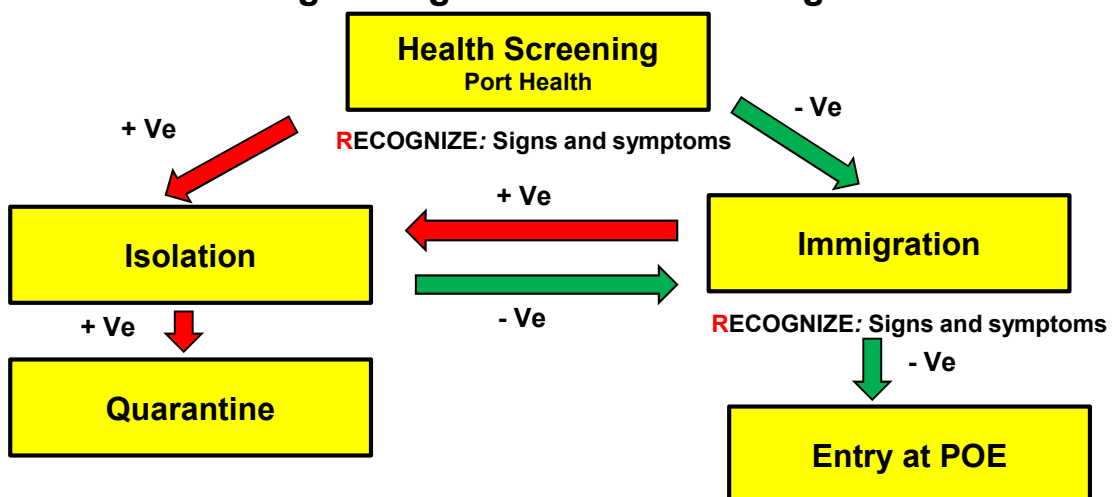 Health Screening
Port Health
+ Ve
- Ve
RECOGNIZE: Signs and symptoms
+ Ve
Isolation
Immigration
- Ve
+ Ve
RECOGNIZE: Signs and symptoms
- Ve
Quarantine
Entry at POE